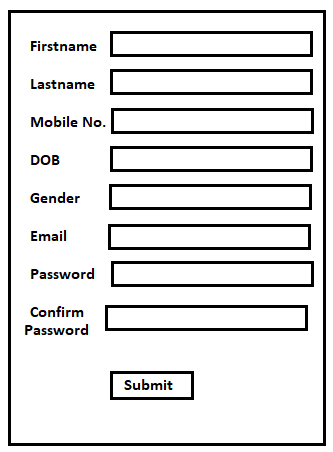 Firstname
Lastname
Mobile No.
DOB
Gender
Email
Password
Confirm
Password
Submit